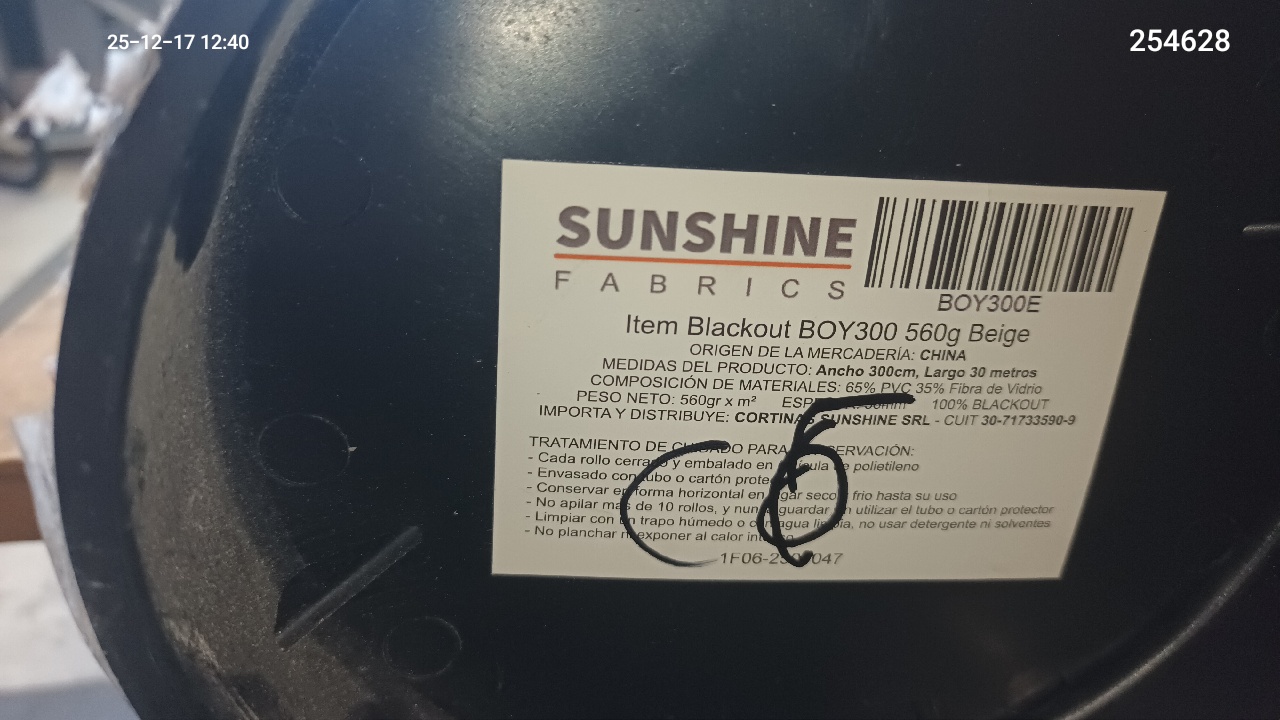 25-12-17 12:40
254628
SUNSHINE
FABRICS
BOY300E
Item Blackout BOY300 560g Beige
ORIGEN DE LA MERCADERÍA: CHINA
MEDIDAS DEL PRODUCTO: Ancho 300cm, Largo 30 metros
COMPOSICIÓN DE MATERIALES: 65% PVC 35% Fibra de Vidrio
PESO NETO: 560gr x m² 100% BLACKOUT
IMPORTA Y DISTRIBUYE: CORTINAS SUNSHINE SRL - CUIT 30-71733590-9
TRATAMIENTO DE CUIDADO PARA
- Cada rollo cerrado y embalado en película de polietileno
- Envasado con tubo o cartón protector
- Conservar en forma horizontal en lugar seco frio hasta su uso
- No apilar mas de 10 rollos, y nunca guardar sin utilizar el tubo o cartón protector
- Limpiar con un trapo húmedo o con agua limpia, no usar detergente ni solventes
- No planchar ni exponer al calor intenso